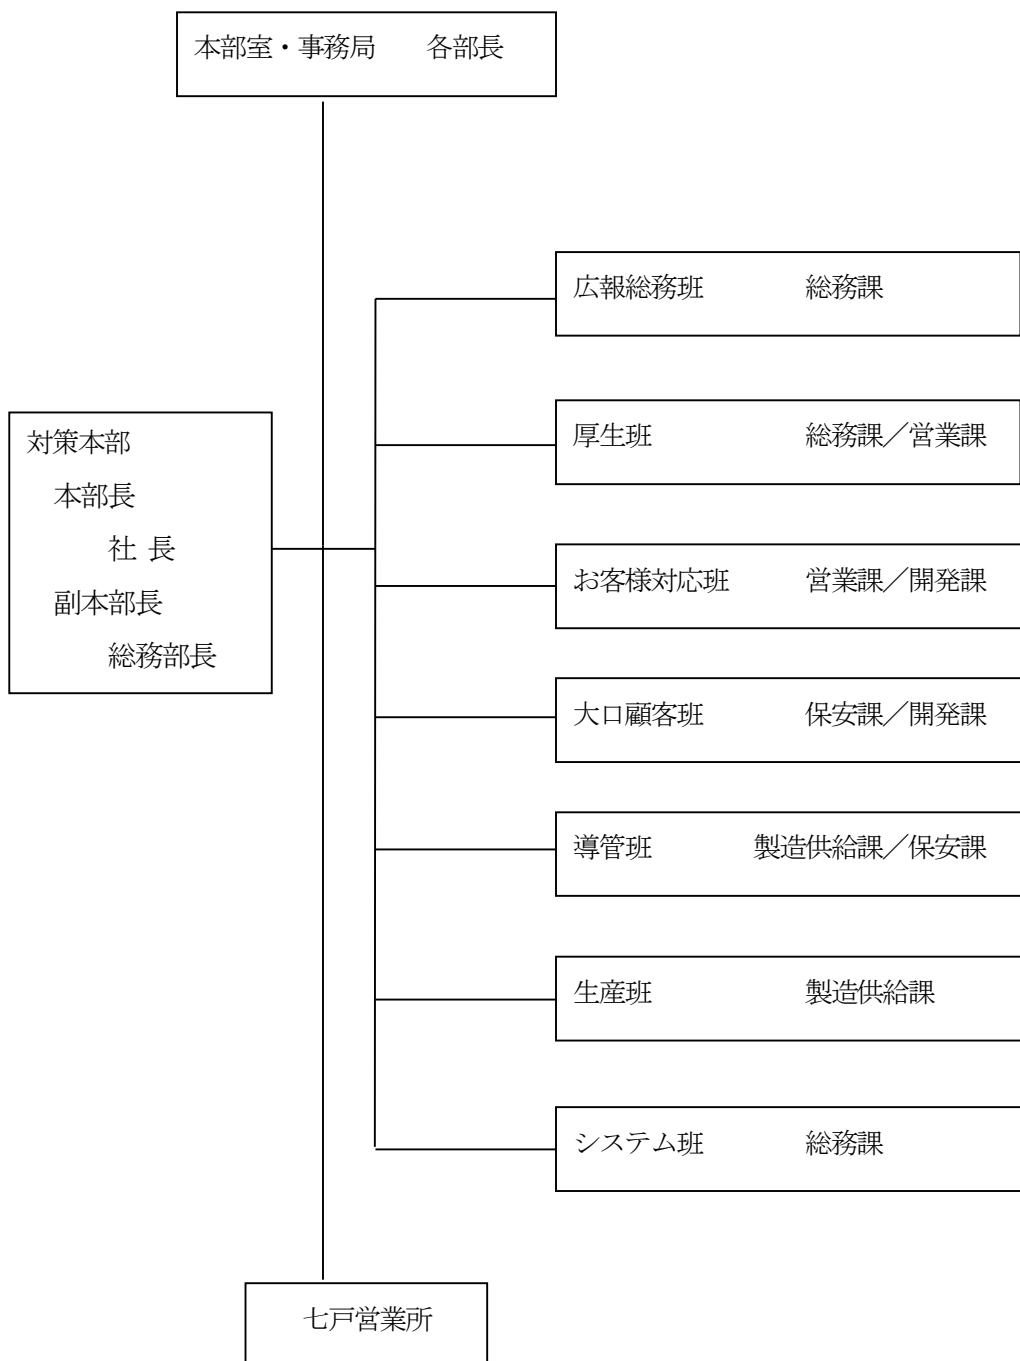 本部室・事務局　　各部長
広報総務班　　　　総務課
厚生班　　　　　　総務課／営業課
対策本部
本部長
社 長
副本部長
総務部長
お客様対応班　　　営業課／開発課
大口顧客班　　　　保安課／開発課
導管班　　　　製造供給課／保安課
生産班　　　　　　製造供給課
システム班　　　　総務課
七戸営業所